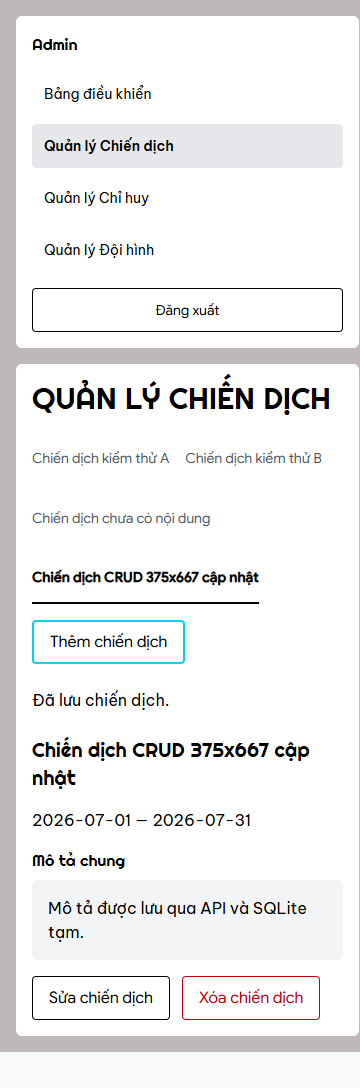 Admin
Bảng điều khiển
Quản lý Chiến dịch
Quản lý Chỉ huy
Quản lý Đội hình
Đăng xuất
QUẢN LÝ CHIẾN DỊCH
Chiến dịch kiểm thử A Chiến dịch kiểm thử B
Chiến dịch chưa có nội dung
Chiến dịch CRUD 375x667 cập nhật
Thêm chiến dịch
Đã lưu chiến dịch.
Chiến dịch CRUD 375x667 cập
nhật
2026-07-01 — 2026-07-31
Mô tả chung
Mô tả được lưu qua API và SQLite
tạm.
Sửa chiến dịch Xóa chiến dịch